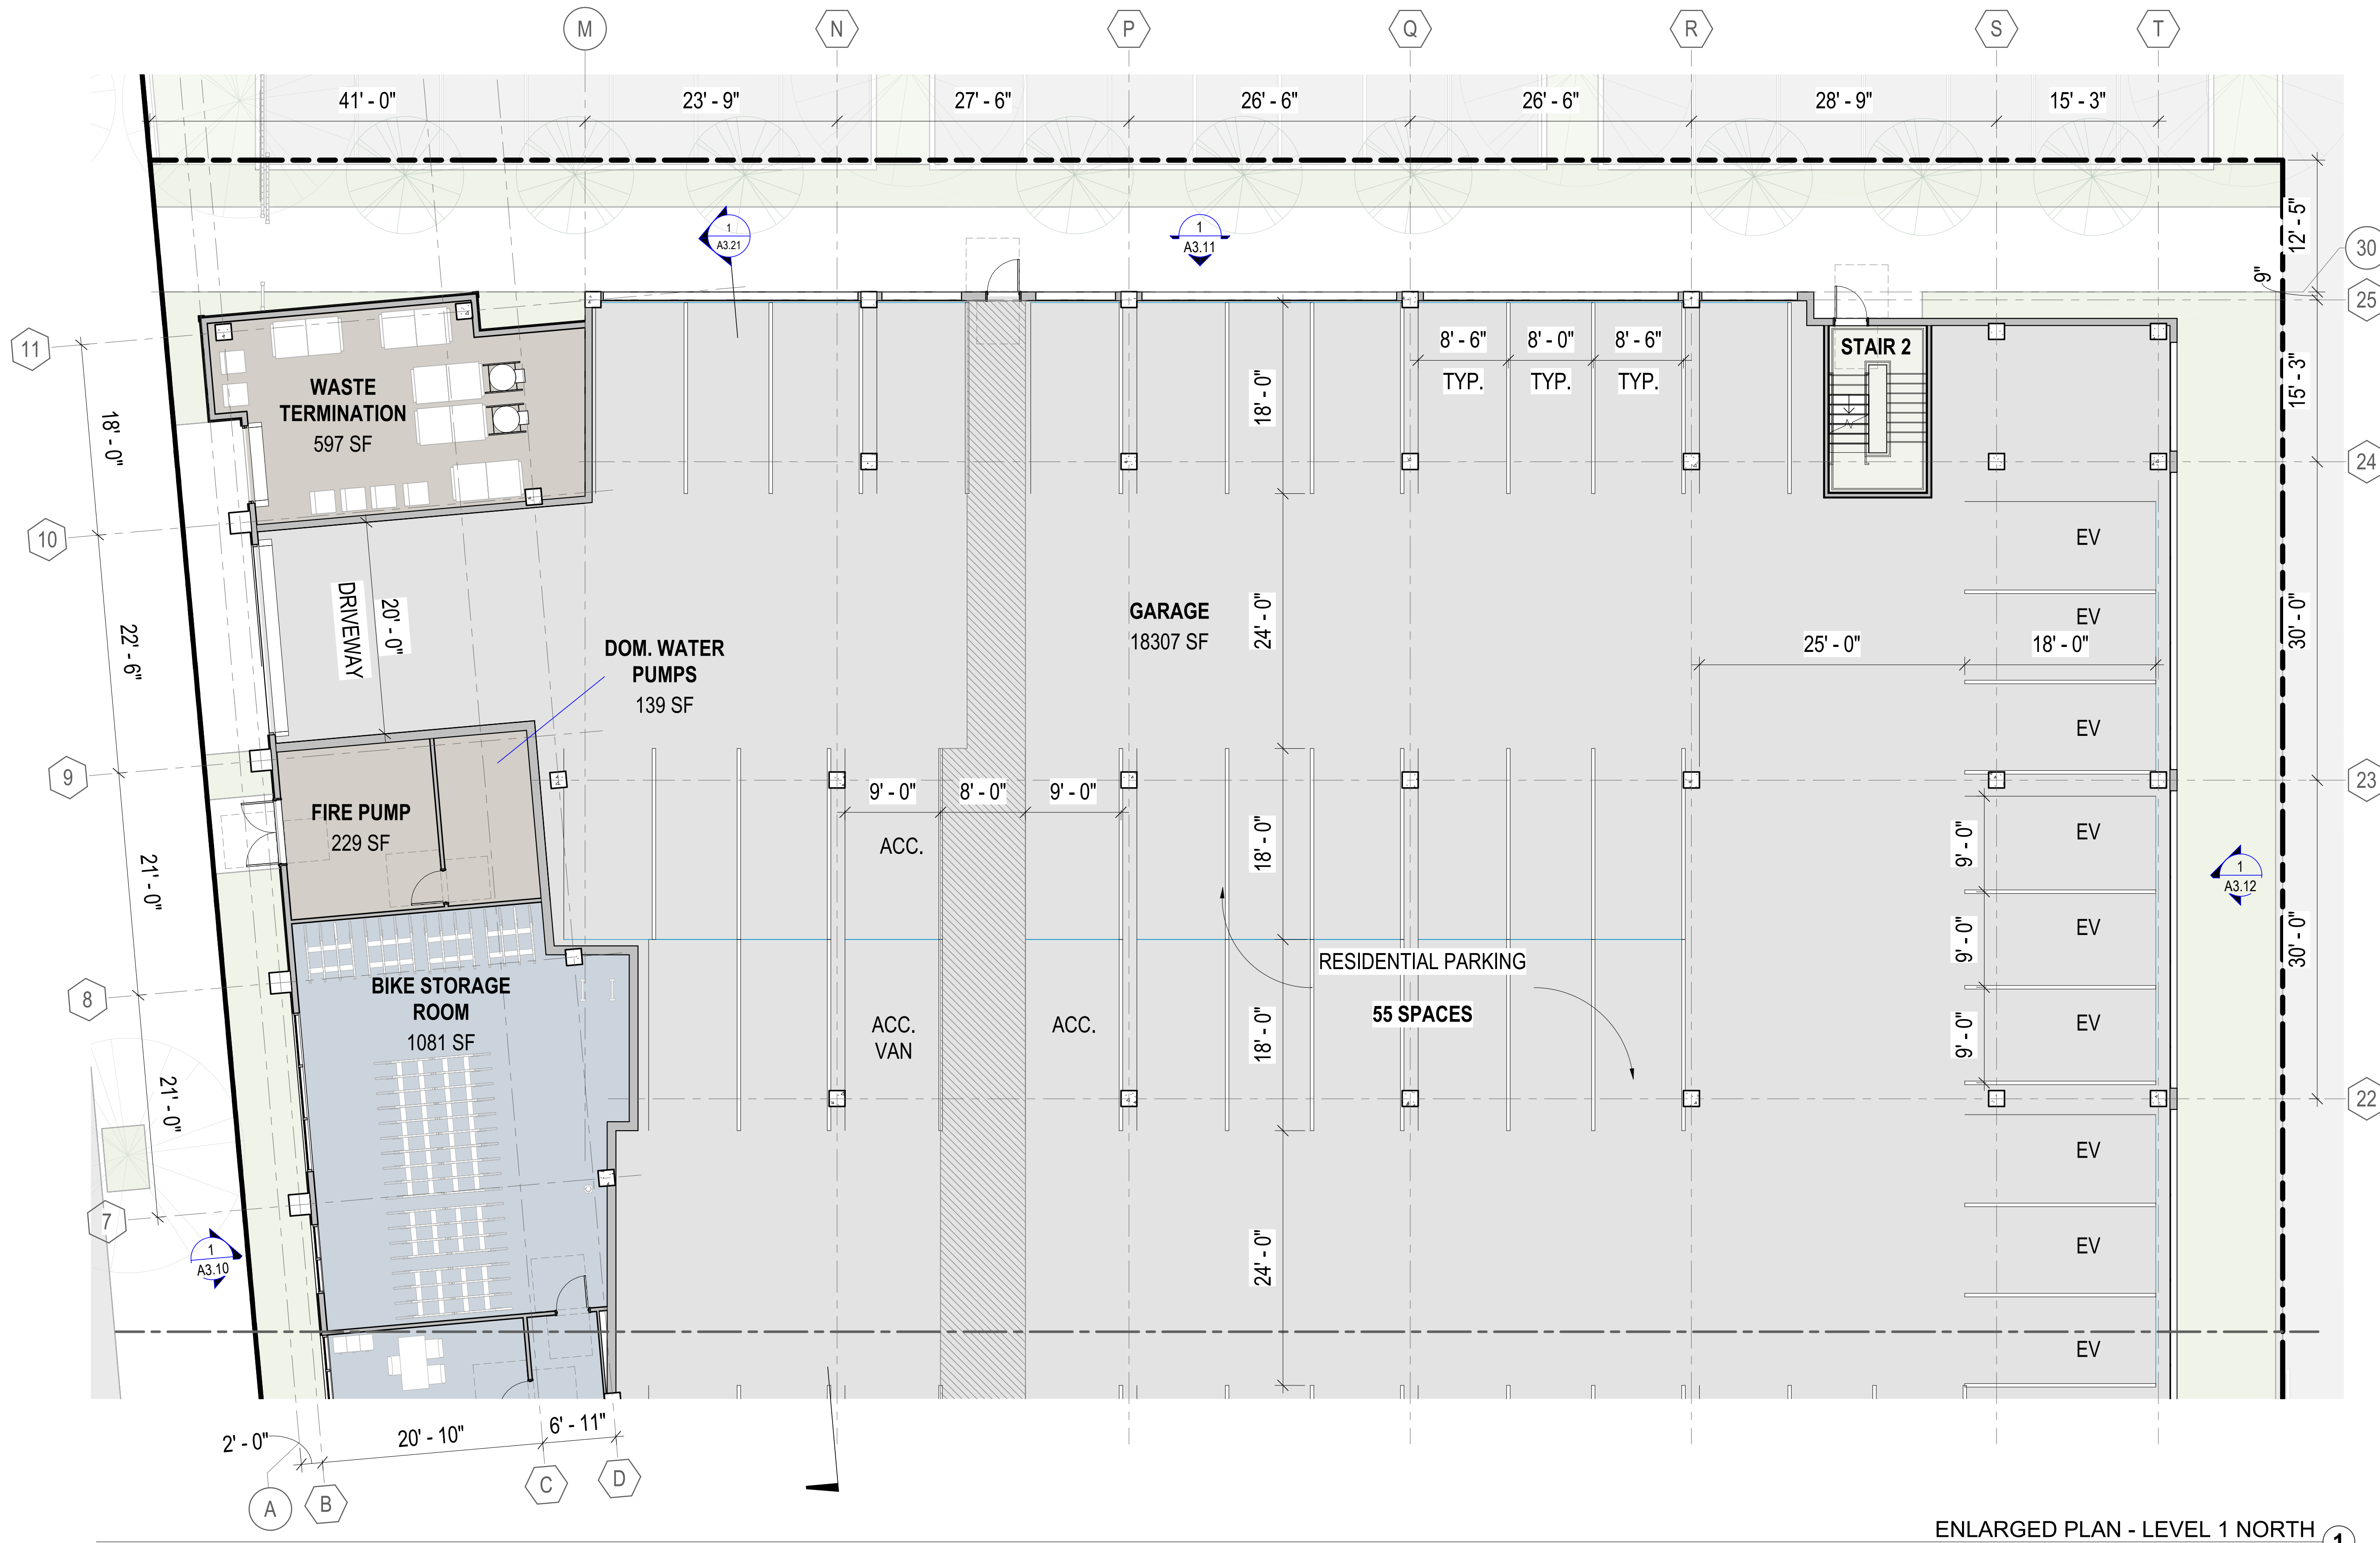 M
N
P
Q
R
S
T
41' - 0"
23' - 9"
27' - 6"
26' - 6"
26' - 6"
28' - 9"
15' - 3"
12' - 5"
9"
30
25
1
A3.21
1
A3.11
11
WASTE
TERMINATION
597 SF
18' - 0"
18' - 0"
8' - 6"
8' - 0"
8' - 6"
TYP.
TYP.
TYP.
STAIR 2
15' - 3"
24
10
DRIVEWAY
20' - 0"
22' - 6"
DOM. WATER
PUMPS
139 SF
GARAGE
18307 SF
24' - 0"
EV
EV
25' - 0"
18' - 0"
EV
30' - 0"
9
23
FIRE PUMP
229 SF
9' - 0"
8' - 0"
9' - 0"
ACC.
18' - 0"
21' - 0"
9' - 0"
EV
1
A3.12
9' - 0"
EV
30' - 0"
8
BIKE STORAGE
ROOM
1081 SF
RESIDENTIAL PARKING
55 SPACES
ACC.
VAN
ACC.
18' - 0"
9' - 0"
EV
21' - 0"
22
7
EV
1
A3.10
24' - 0"
EV
EV
2' - 0"
20' - 10"
6' - 11"
A
B
C
D
ENLARGED PLAN - LEVEL 1 NORTH
1